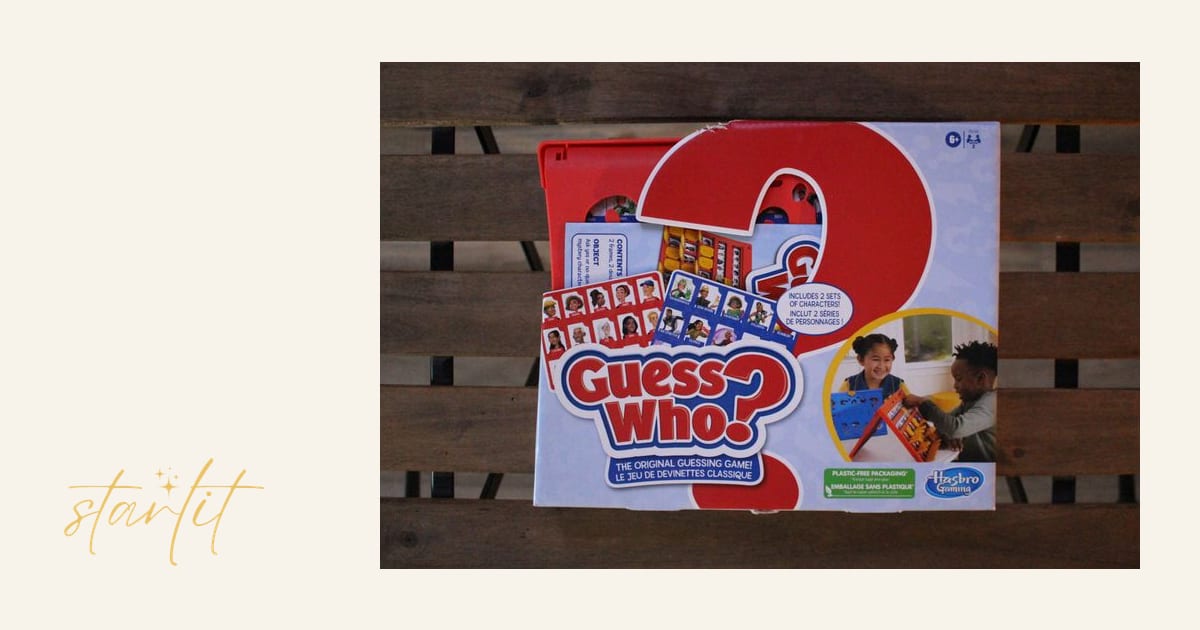 starlit
6+
CONTENTS
OBJECT
INCLUDES 2 SETS
OF CHARACTERS!
INCLUT 2 SÉRIES
DE PERSONNAGES !
GUESS
WHO?
THE ORIGINAL GUESSING GAME!
LE JEU DE DEVINETTES CLASSIQUE
PLASTIC-FREE PACKAGING*
EMBALLAGE SANS PLASTIQUE*
Hasbro
Gaming